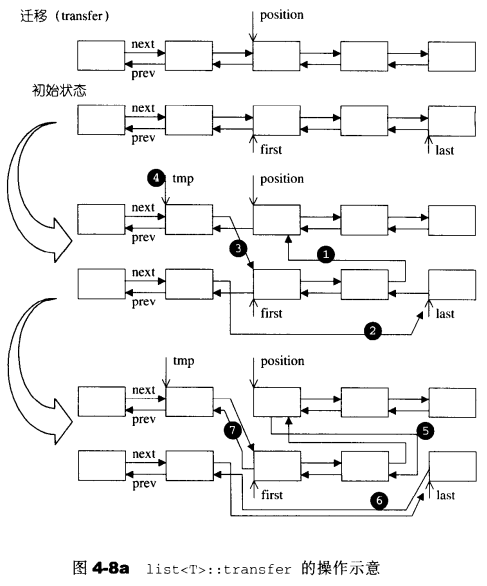 迁移（transfer）
position
next
prev
初始状态
next
prev
first
last
4 tmp
position
next
prev
3
1
next
prev
first
2
last
tmp
position
next
prev
7
5
next
prev
first
6
last
图 4-8a list<T>::transfer 的操作示意